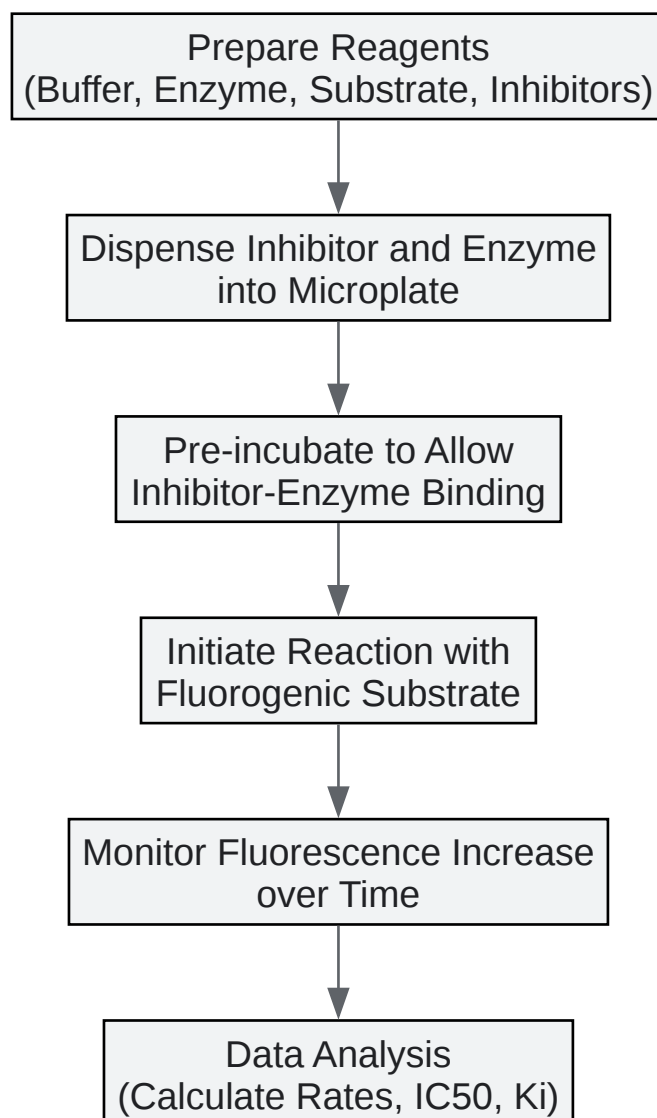 Prepare Reagents
(Buffer, Enzyme, Substrate, Inhibitors)
Dispense Inhibitor and Enzyme
into Microplate
Pre-incubate to Allow
Inhibitor-Enzyme Binding
Initiate Reaction with
Fluorogenic Substrate
Monitor Fluorescence Increase
over Time
Data Analysis
(Calculate Rates, IC50, Ki)